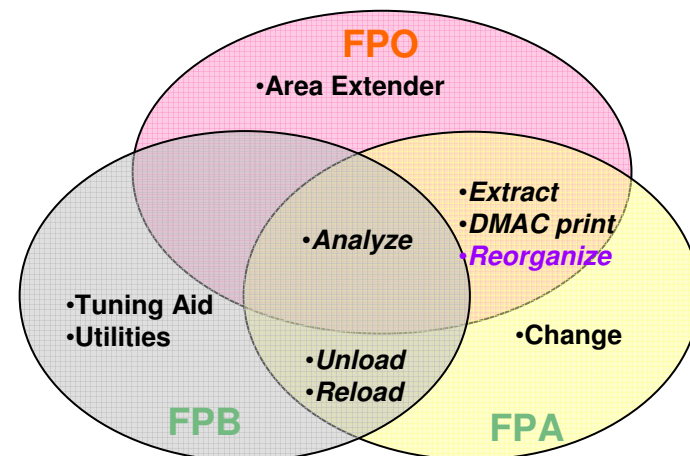 FPO
•Area Extender
•Extract
•DMAC print
•Reorganize
•Analyze
•Tuning Aid
•Utilities
•Change
•Unload
•Reload
FPB
FPA